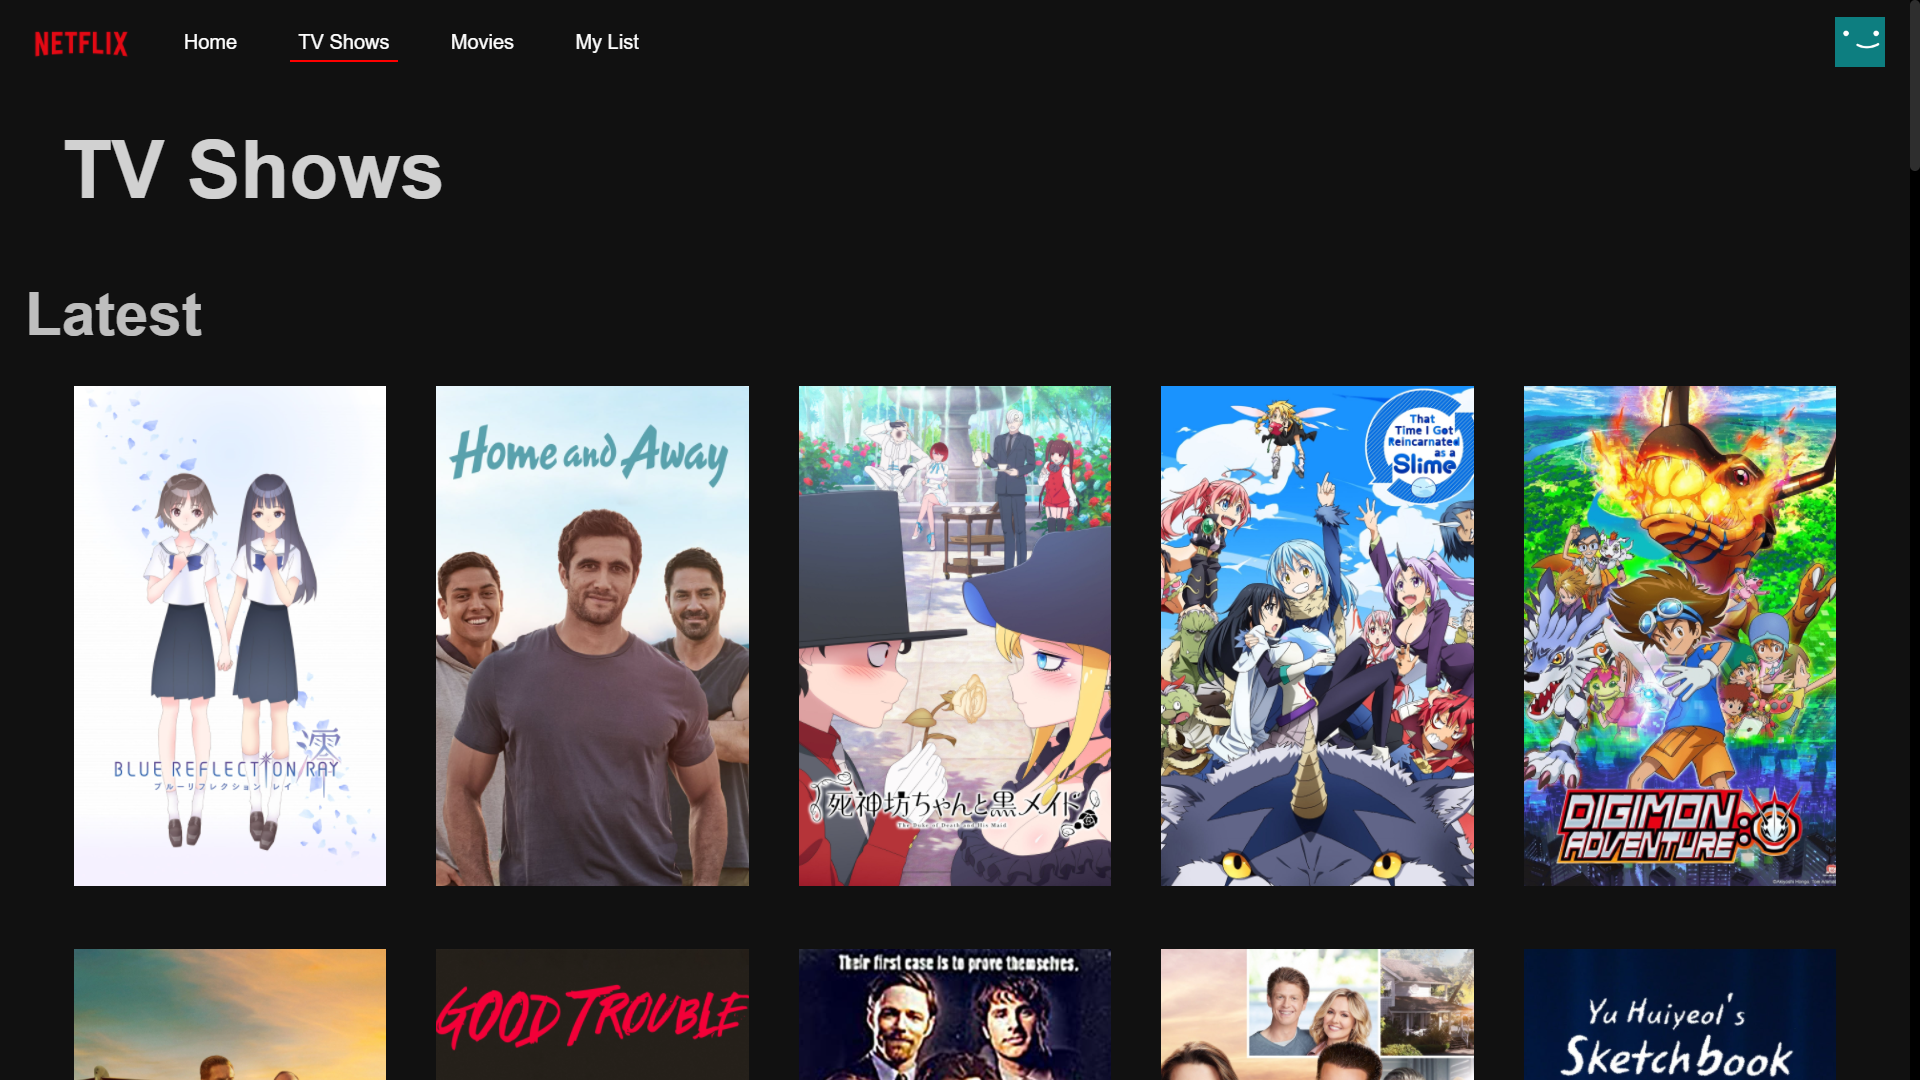 NETFLIX
Home
TV Shows
Movies
My List
TV Shows
Latest
BLUE REFLECTION RAY
ブルーリフレクション レイ
澪
Home and Away
死神坊ちゃんと黒メイド
The Duke of Death and His Maid
That
Time I Got
Reincarnated
as a
Slime
DIGIMON
ADVENTURE:
GOOD TROUBLE
Their first case is to prove themselves.
Yu Huiyeol's
Sketchbook